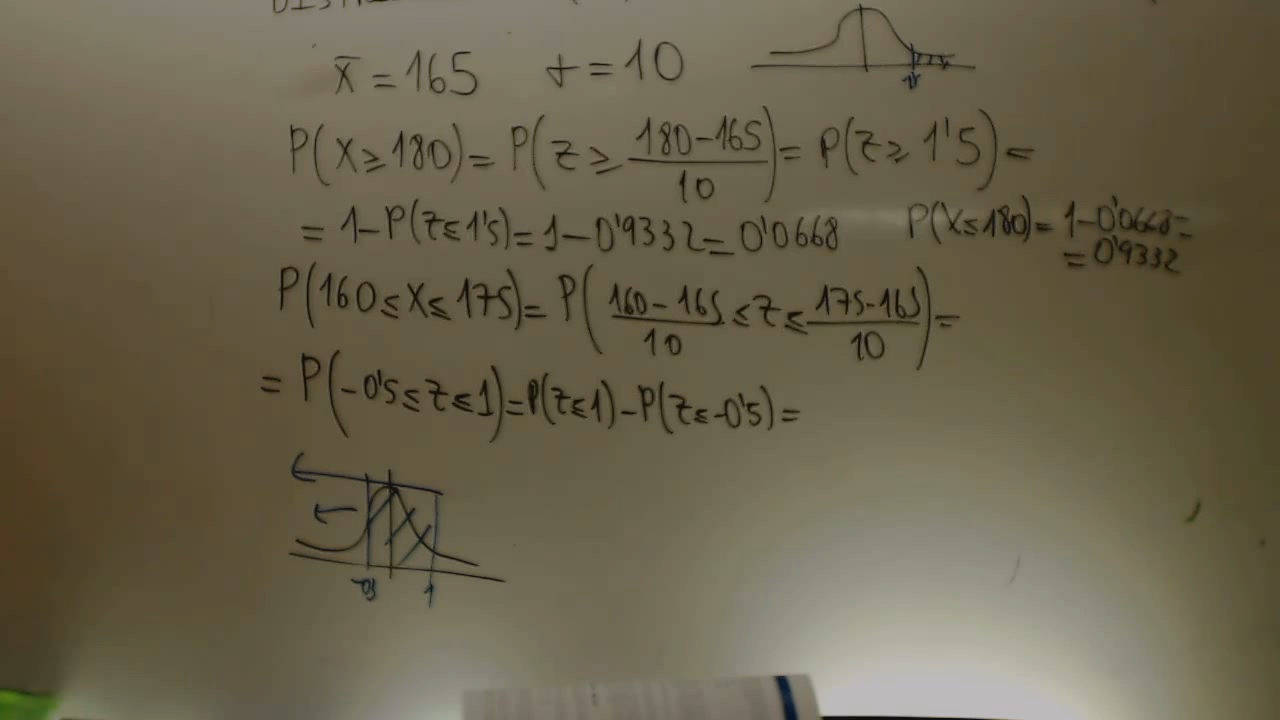 x̄ = 165 σ = 10
P(x ≥ 180) = P(z ≥ (180-165)/10) = P(z ≥ 1'5) =
= 1 - P(z ≤ 1'5) = 1 - 0'9332 = 0'0668
P(x ≤ 180) = 1 - 0'0668 =
= 0'9332
P(160 ≤ x ≤ 175) = P((160-165)/10 ≤ z ≤ (175-165)/10) =
= P(-0'5 ≤ z ≤ 1) = P(z ≤ 1) - P(z ≤ -0'5) =
-0'5 1